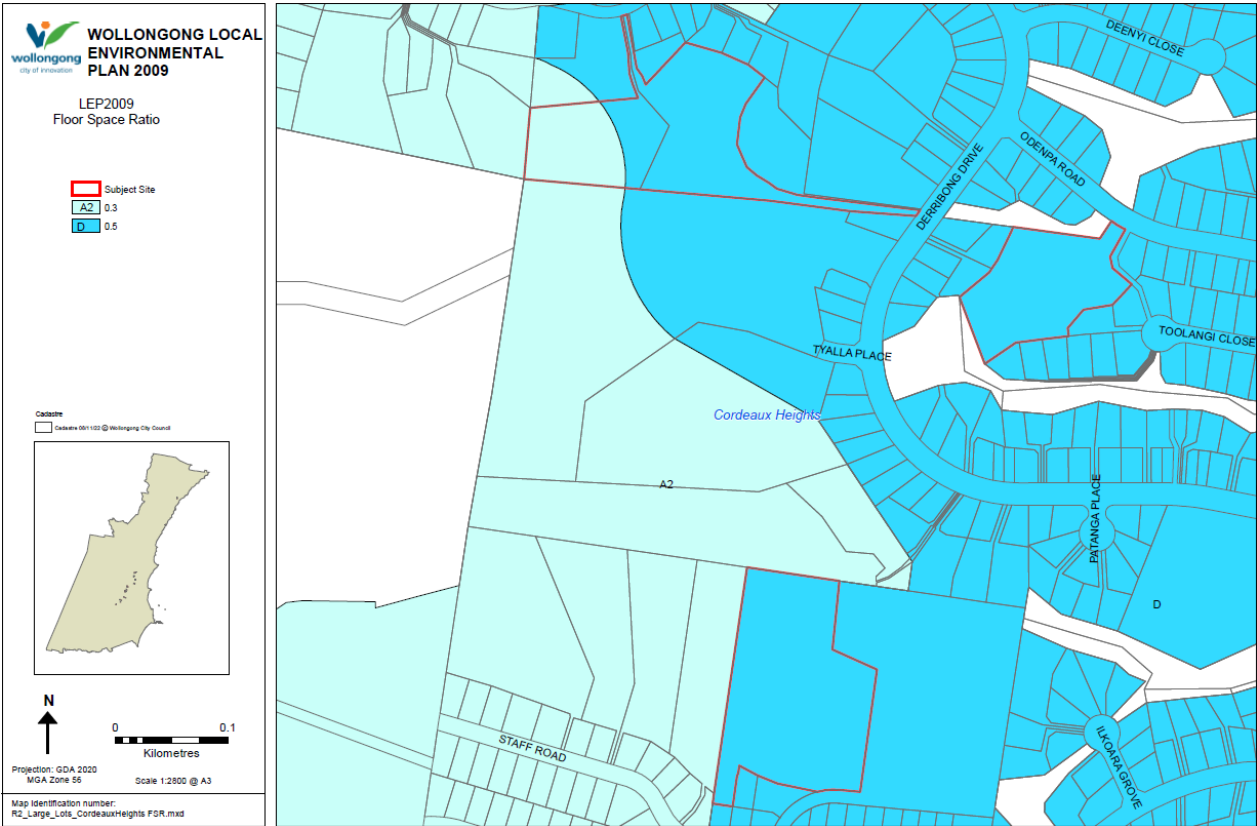 wollongong
city of innovation
WOLLONGONG LOCAL
ENVIRONMENTAL
PLAN 2009
LEP2009
Floor Space Ratio
Subject Site
A2 0.3
D 0.5
Cadastre
Cadastre 06/11/22 @ Wollongong City Council
N
0 0.1
Kilometres
Projection: GDA 2020
MGA Zone 56
Scale 1:2800 @ A3
Map Identification number:
R2_Large_Lots_CordeauxHeights FSR.mxd
DEENYI CLOSE
ODENPA ROAD
DERRIBONG DRIVE
TOOLANGI CLOSE
TYALLA PLACE
Cordeaux Heights
A2
PATANGA PLACE
D
STAFF ROAD
ILKOARA GROVE